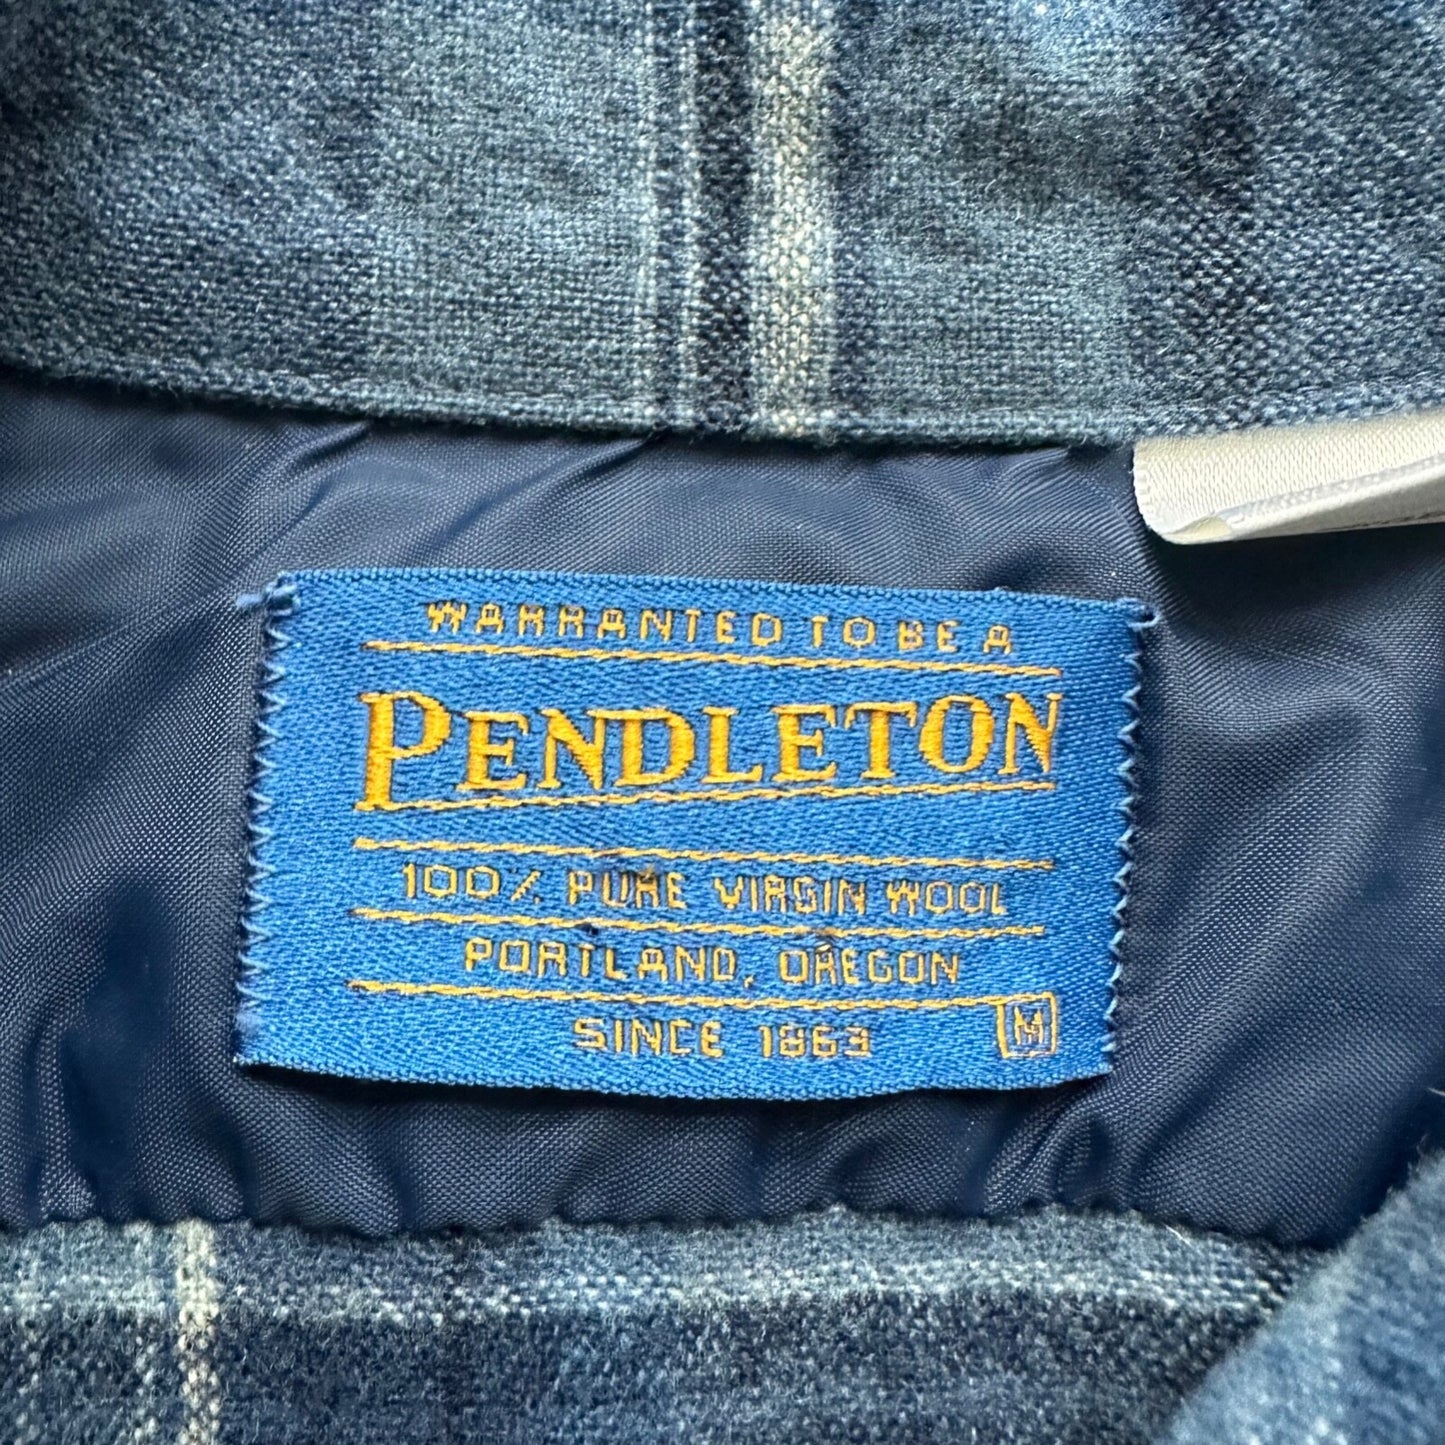 WARRANTED TO BE A
PENDLETON
100% PURE VIRGIN WOOL
PORTLAND, OREGON
SINCE 1863
M